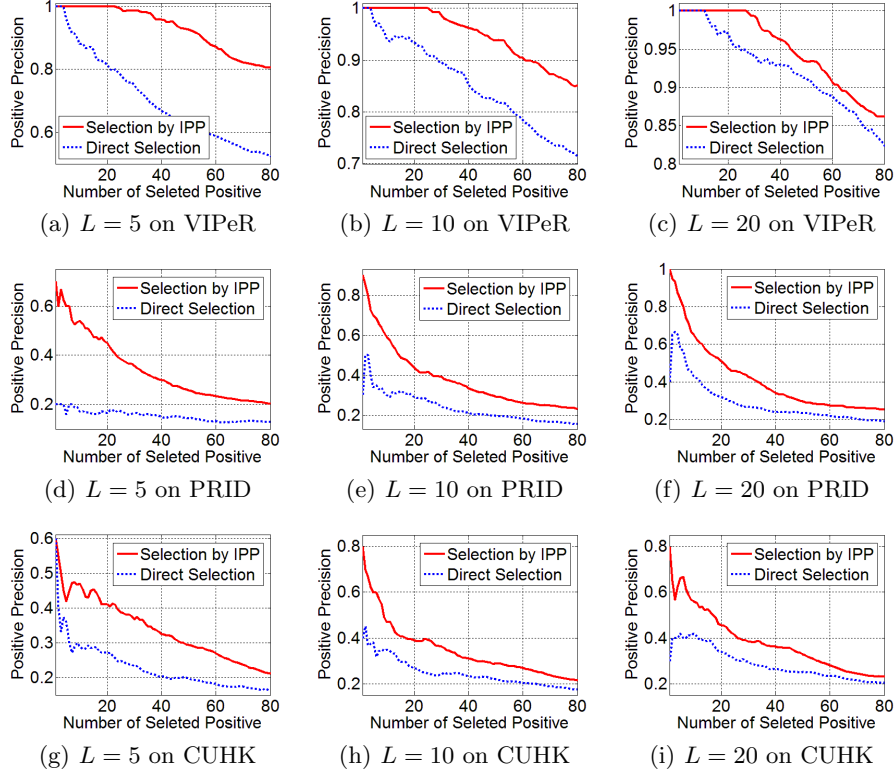 Positive Precision
1
0.8
0.6
Selection by IPP
Direct Selection
20 40 60 80
Number of Seleted Positive
(a) L = 5 on VIPeR
Positive Precision
1
0.9
0.8
0.7
Selection by IPP
Direct Selection
20 40 60 80
Number of Seleted Positive
(b) L = 10 on VIPeR
Positive Precision
1
0.95
0.9
0.85
0.8
Selection by IPP
Direct Selection
20 40 60 80
Number of Seleted Positive
(c) L = 20 on VIPeR
Positive Precision
0.6
0.4
0.2
Selection by IPP
Direct Selection
20 40 60 80
Number of Seleted Positive
(d) L = 5 on PRID
Positive Precision
0.8
0.6
0.4
0.2
Selection by IPP
Direct Selection
20 40 60 80
Number of Seleted Positive
(e) L = 10 on PRID
Positive Precision
1
0.8
0.6
0.4
0.2
Selection by IPP
Direct Selection
20 40 60 80
Number of Seleted Positive
(f) L = 20 on PRID
Positive Precision
0.6
0.5
0.4
0.3
0.2
Selection by IPP
Direct Selection
20 40 60 80
Number of Seleted Positive
(g) L = 5 on CUHK
Positive Precision
0.8
0.6
0.4
0.2
Selection by IPP
Direct Selection
20 40 60 80
Number of Seleted Positive
(h) L = 10 on CUHK
Positive Precision
0.8
0.6
0.4
0.2
Selection by IPP
Direct Selection
20 40 60 80
Number of Seleted Positive
(i) L = 20 on CUHK